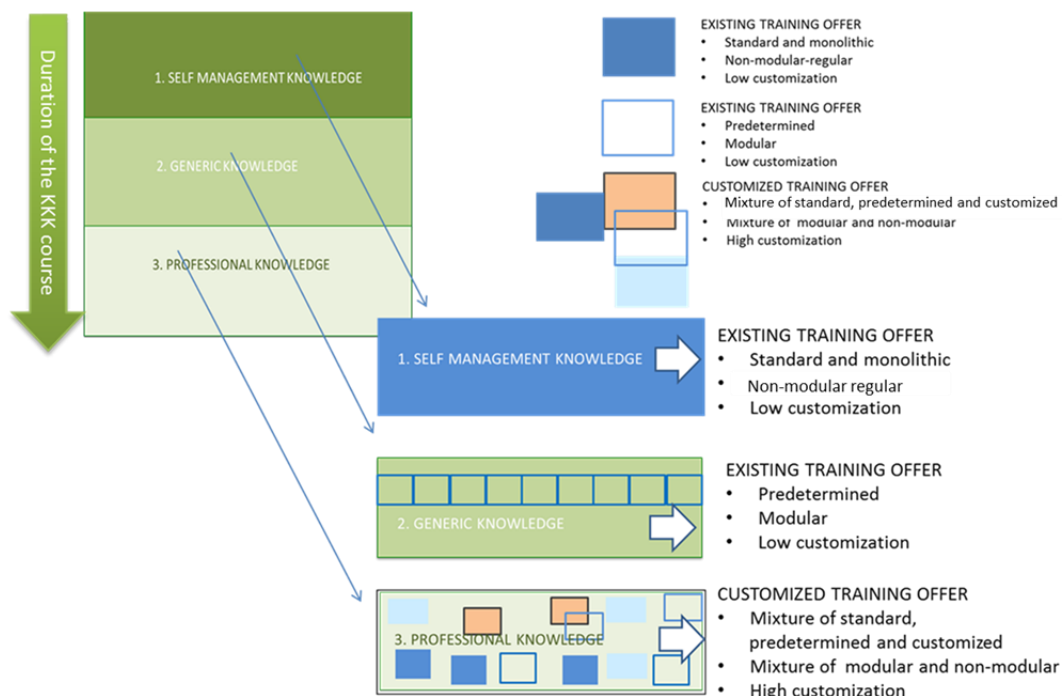 Duration of the KKK course
1. SELF MANAGEMENT KNOWLEDGE
2. GENERIC KNOWLEDGE
3. PROFESSIONAL KNOWLEDGE
EXISTING TRAINING OFFER
• Standard and monolithic
• Non-modular-regular
• Low customization
EXISTING TRAINING OFFER
• Predetermined
• Modular
• Low customization
CUSTOMIZED TRAINING OFFER
• Mixture of standard, predetermined and customized
• Mixture of modular and non-modular
• High customization
1. SELF MANAGEMENT KNOWLEDGE
EXISTING TRAINING OFFER
• Standard and monolithic
• Non-modular regular
• Low customization
2. GENERIC KNOWLEDGE
EXISTING TRAINING OFFER
• Predetermined
• Modular
• Low customization
3. PROFESSIONAL KNOWLEDGE
CUSTOMIZED TRAINING OFFER
• Mixture of standard,
predetermined and customized
• Mixture of modular and non-modular
• High customization